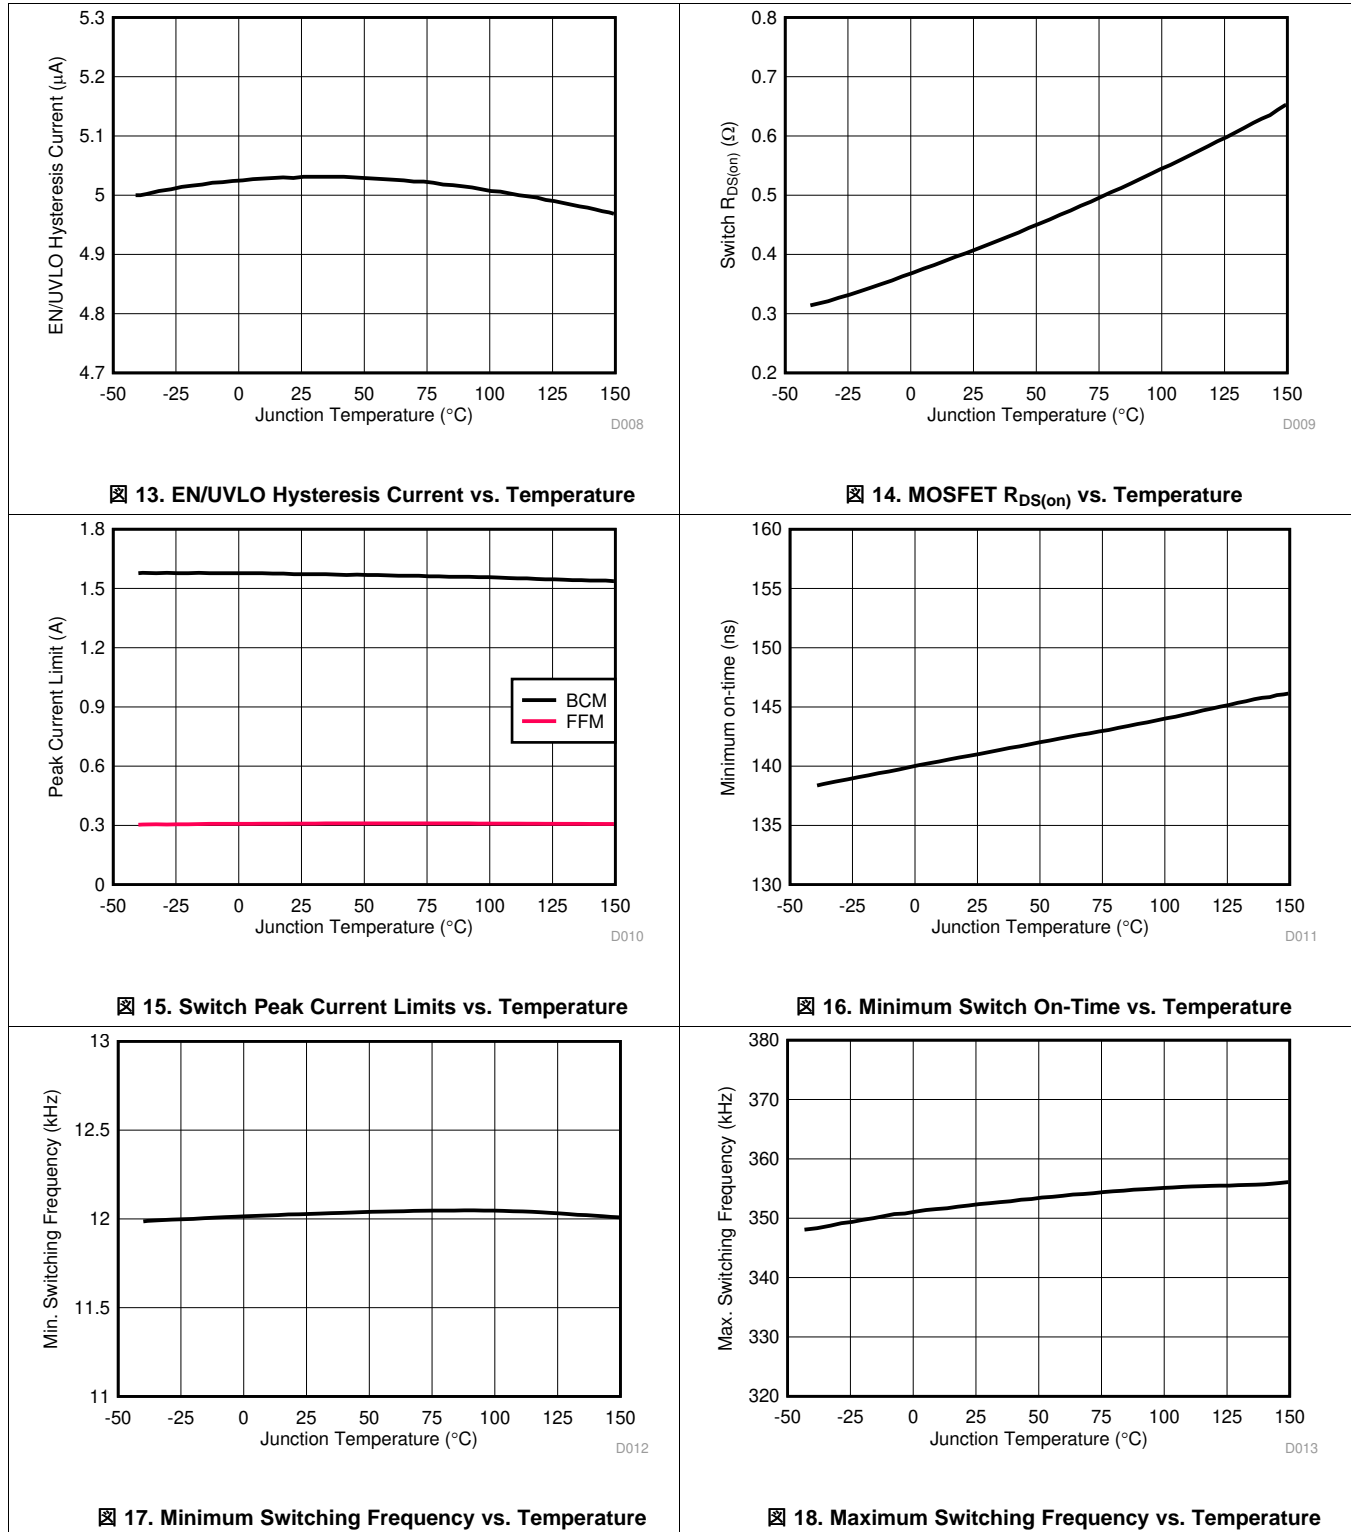 5.3
5.2
5.1
5
4.9
4.8
4.7
EN/UVLO Hysteresis Current (µA)
-50 -25 0 25 50 75 100 125 150
Junction Temperature (°C)
D008
図 13. EN/UVLO Hysteresis Current vs. Temperature
0.8
0.7
0.6
0.5
0.4
0.3
0.2
Switch RDS(on) (Ω)
-50 -25 0 25 50 75 100 125 150
Junction Temperature (°C)
D009
図 14. MOSFET RDS(on) vs. Temperature
1.8
1.5
1.2
0.9
0.6
0.3
0
Peak Current Limit (A)
BCM
FFM
-50 -25 0 25 50 75 100 125 150
Junction Temperature (°C)
D010
図 15. Switch Peak Current Limits vs. Temperature
160
155
150
145
140
135
130
Minimum on-time (ns)
-50 -25 0 25 50 75 100 125 150
Junction Temperature (°C)
D011
図 16. Minimum Switch On-Time vs. Temperature
13
12.5
12
11.5
11
Min. Switching Frequency (kHz)
-50 -25 0 25 50 75 100 125 150
Junction Temperature (°C)
D012
図 17. Minimum Switching Frequency vs. Temperature
380
370
360
350
340
330
320
Max. Switching Frequency (kHz)
-50 -25 0 25 50 75 100 125 150
Junction Temperature (°C)
D013
図 18. Maximum Switching Frequency vs. Temperature